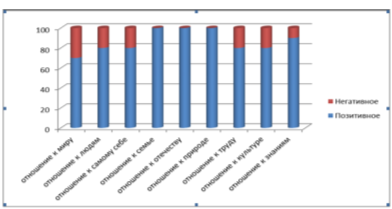 100
80
60
40
20
0
отношение к миру
отношение к людям
отношение к самому себе
отношение к семье
отношение к отечеству
отношение к природе
отношение к труду
отношение к культуре
отношение к знаниям
Негативное
Позитивное